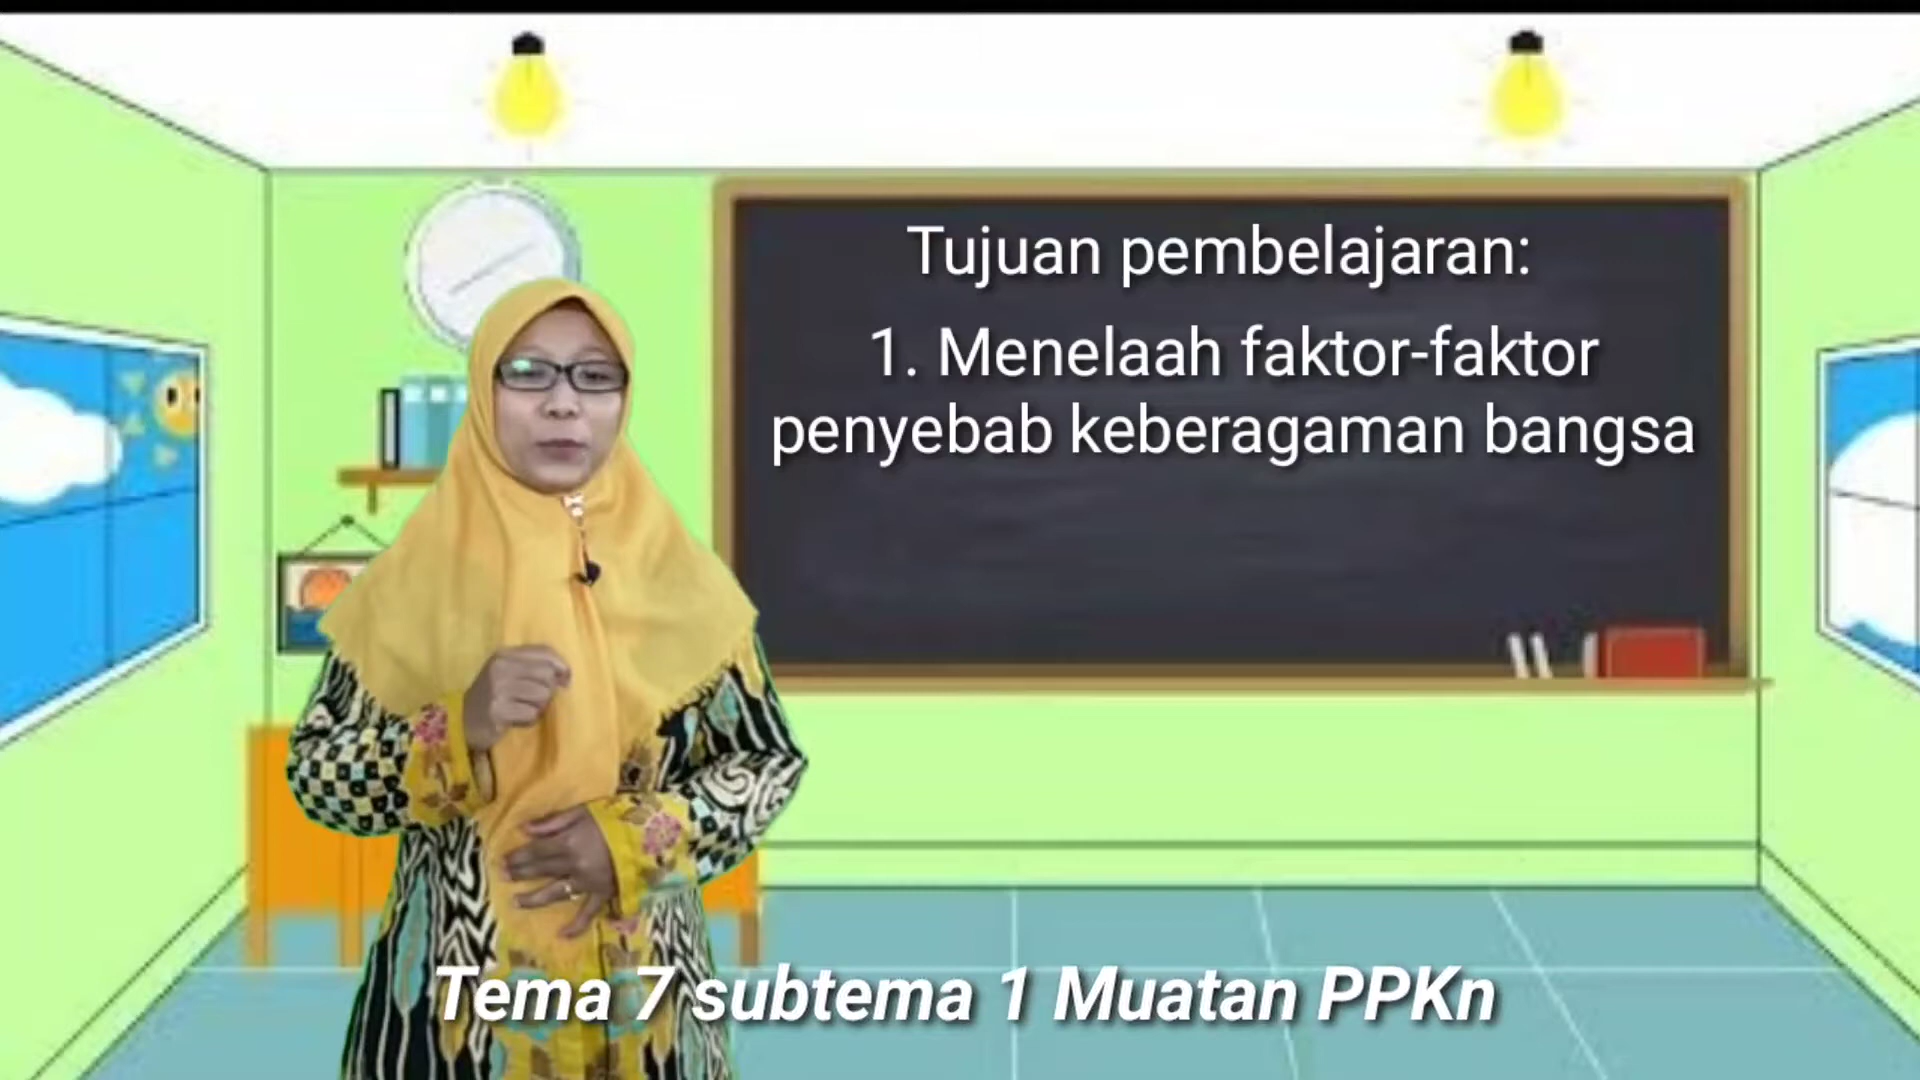 Tujuan pembelajaran:
1. Menelaah faktor-faktor
penyebab keberagaman bangsa
Tema 7 subtema 1 Muatan PPKn